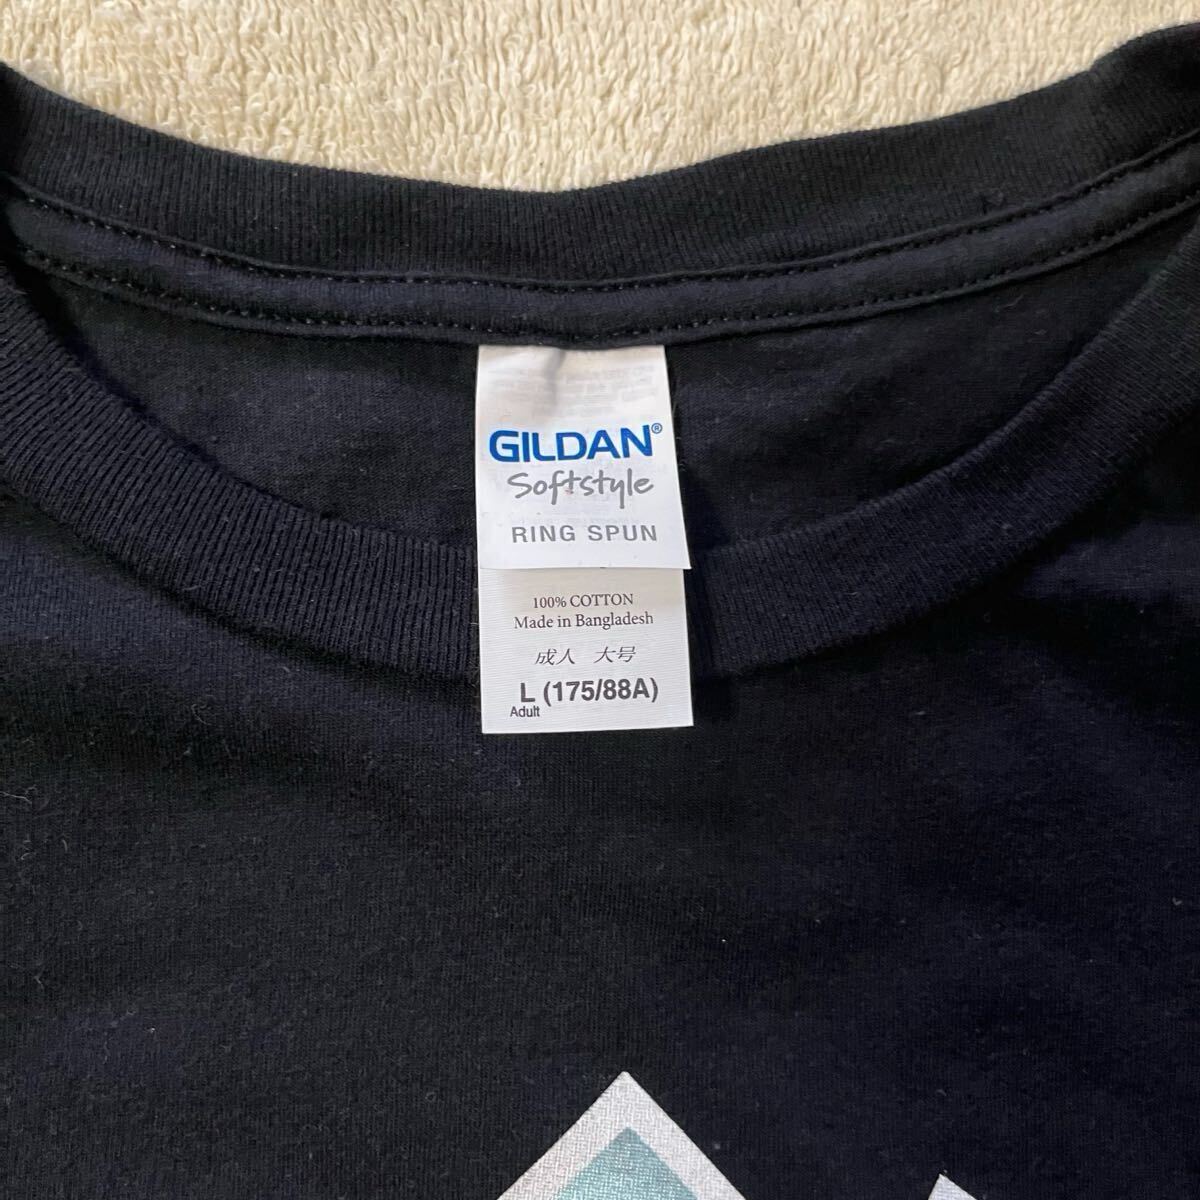 GILDAN®
Softstyle
RING SPUN
100% COTTON
Made in Bangladesh
成人 大号
L (175/88A)
Adult